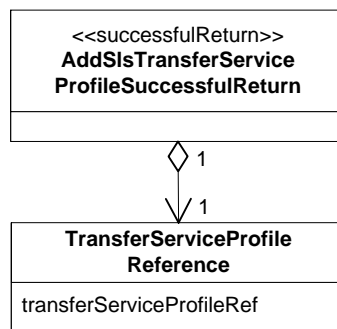 <<successfulReturn>>
AddSlsTransferService
ProfileSuccessfulReturn
1
1
TransferServiceProfile
Reference
transferServiceProfileRef